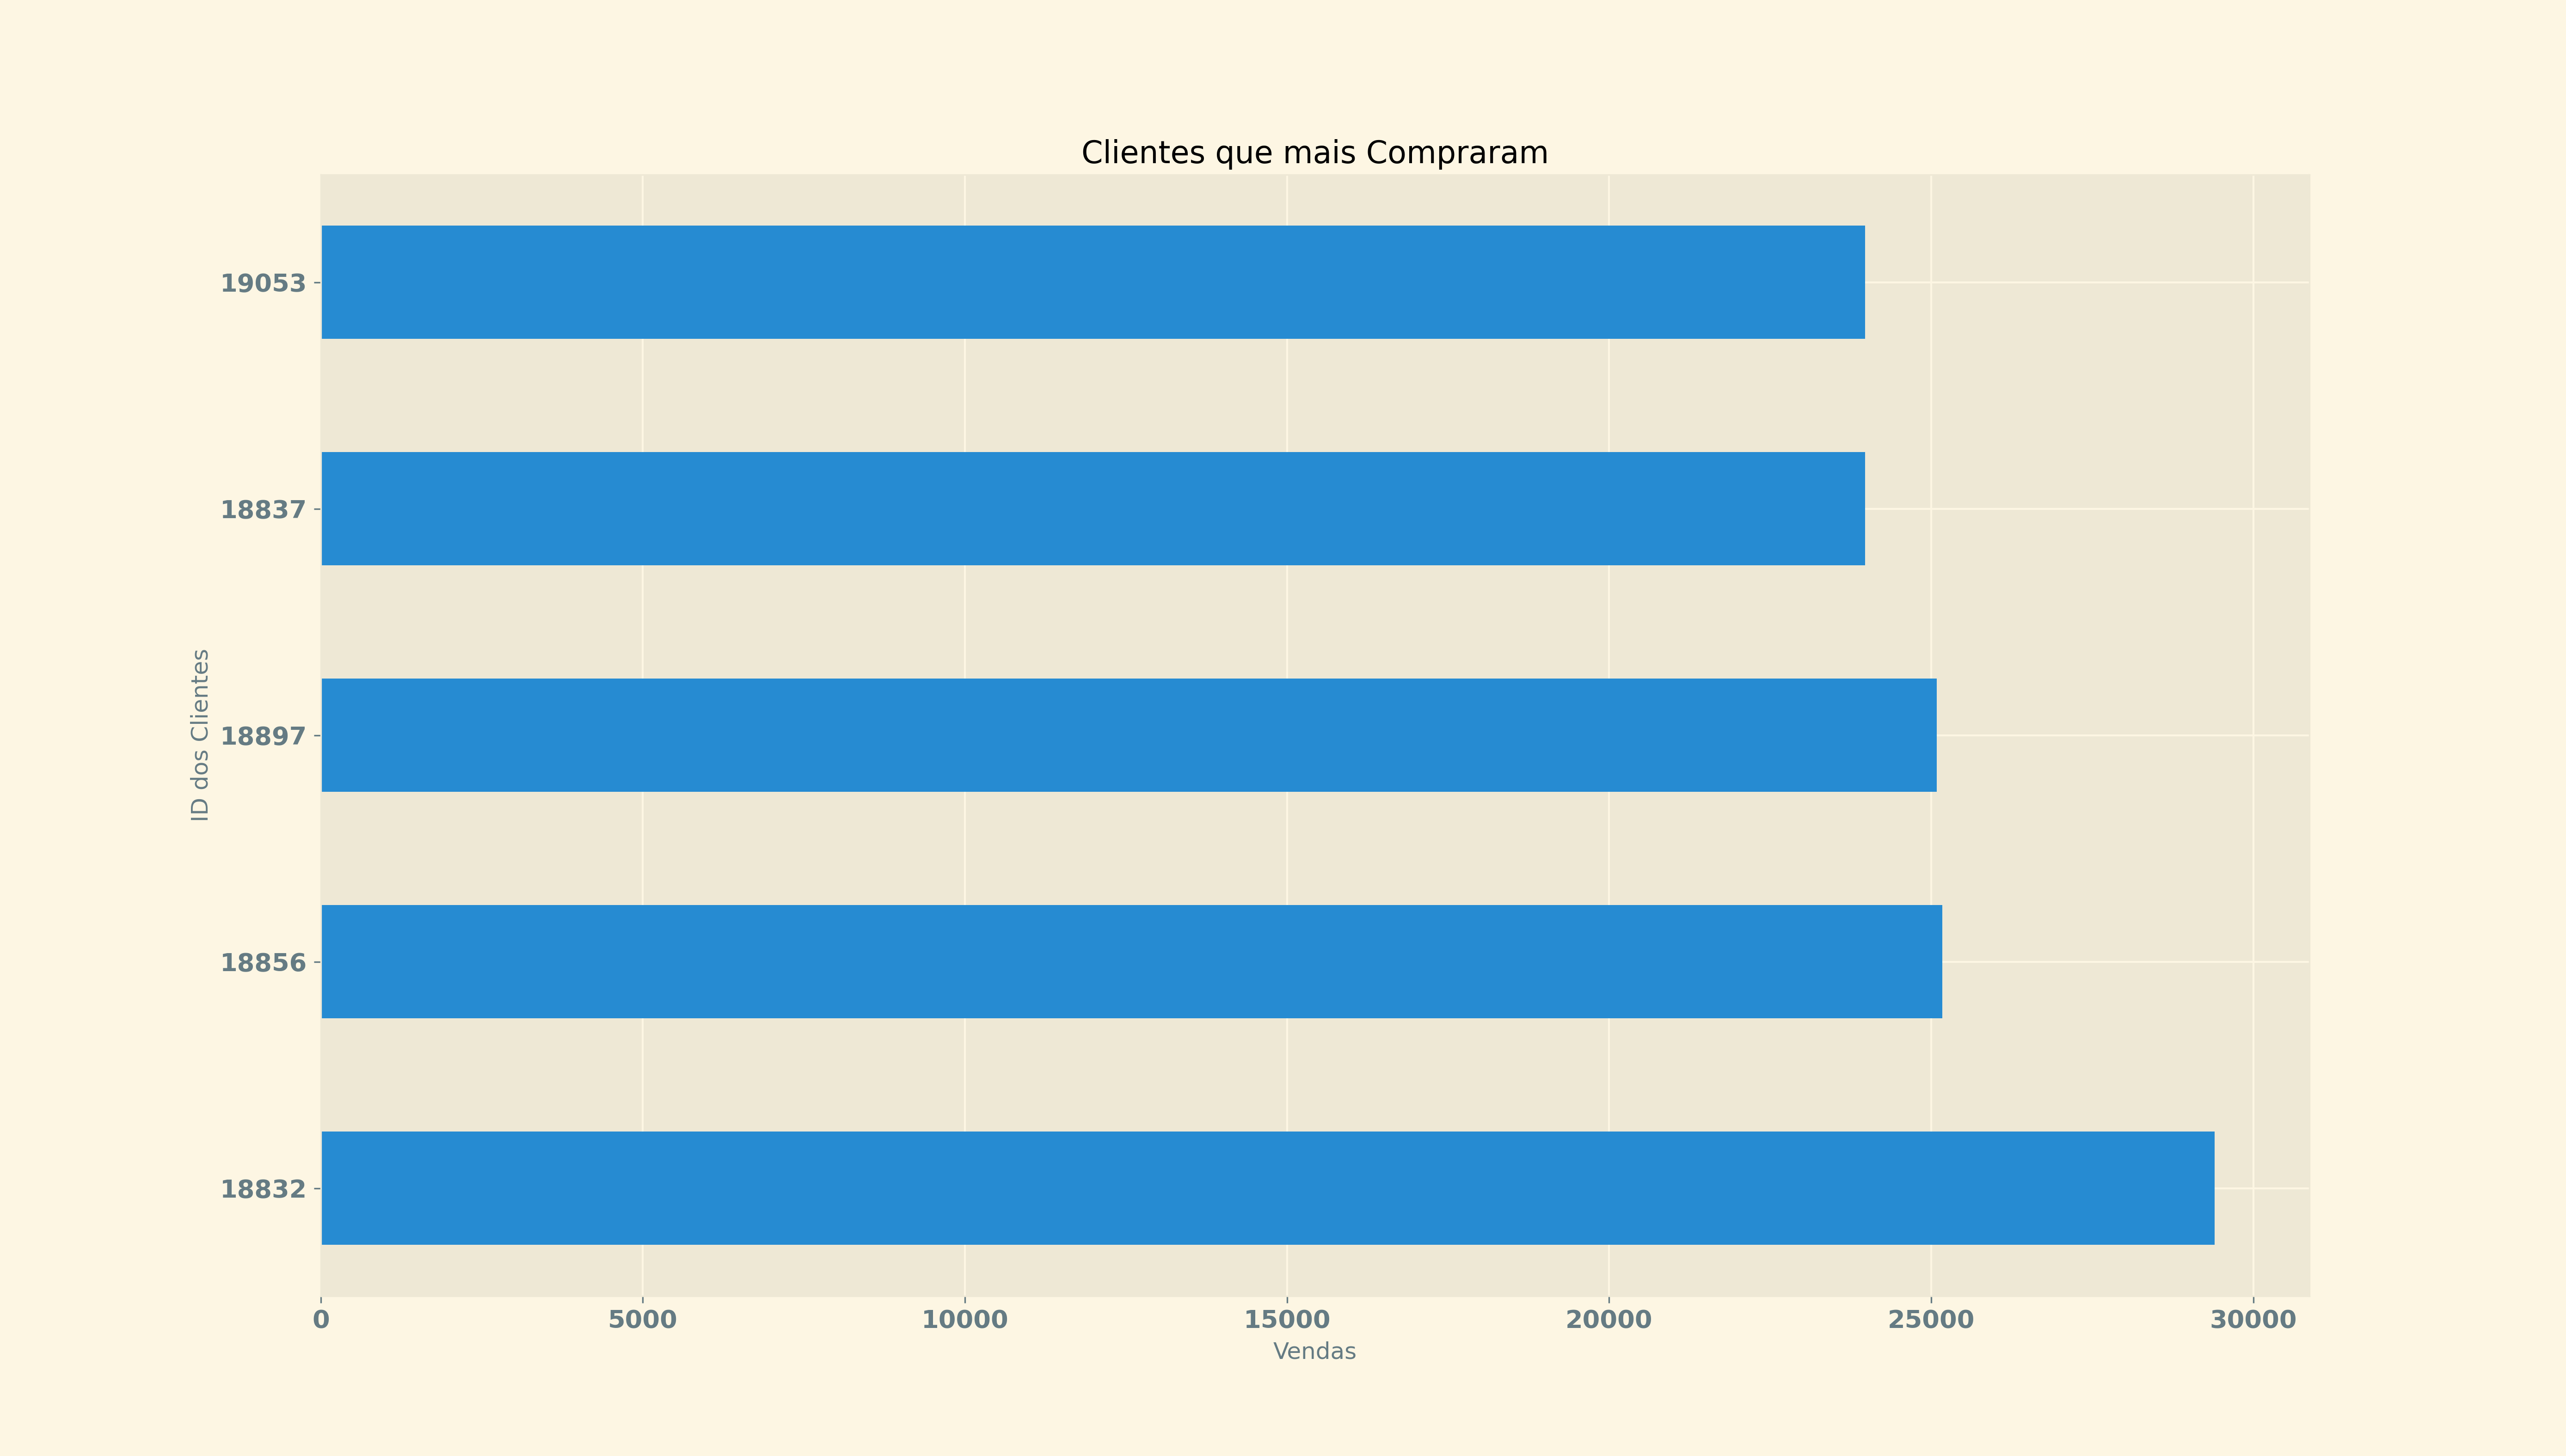 Clientes que mais Compraram
19053
18837
18897
18856
18832
ID dos Clientes
0 5000 10000 15000 20000 25000 30000
Vendas